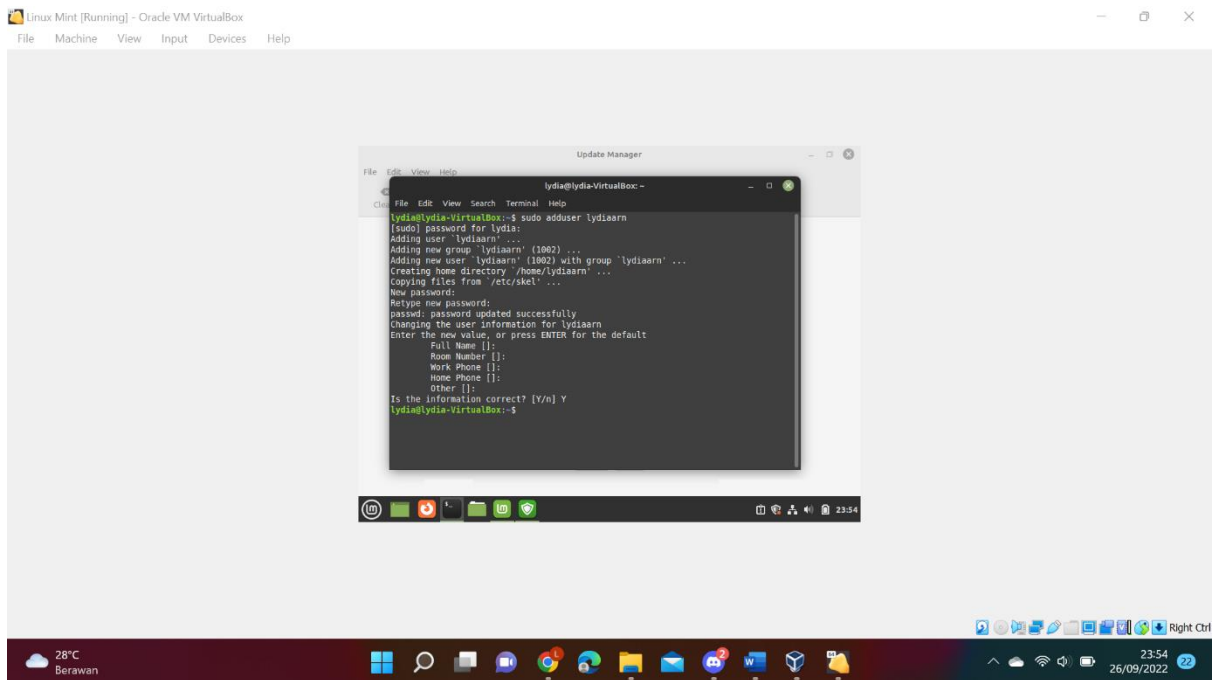 Linux Mint [Running] - Oracle VM VirtualBox
File Machine View Input Devices Help
Update Manager
File Edit View Help
Clea
lydia@lydia-VirtualBox: ~
File Edit View Search Terminal Help
lydia@lydia-VirtualBox:~$ sudo adduser lydiaarn
[sudo] password for lydia:
Adding user `lydiaarn' ...
Adding new group `lydiaarn' (1002) ...
Adding new user `lydiaarn' (1002) with group `lydiaarn' ...
Creating home directory `/home/lydiaarn' ...
Copying files from `/etc/skel' ...
New password:
Retype new password:
passwd: password updated successfully
Changing the user information for lydiaarn
Enter the new value, or press ENTER for the default
Full Name []:
Room Number []:
Work Phone []:
Home Phone []:
Other []:
Is the information correct? [Y/n] Y
lydia@lydia-VirtualBox:~$
23:54
Right Ctrl
28°C
Berawan
23:54
26/09/2022
22